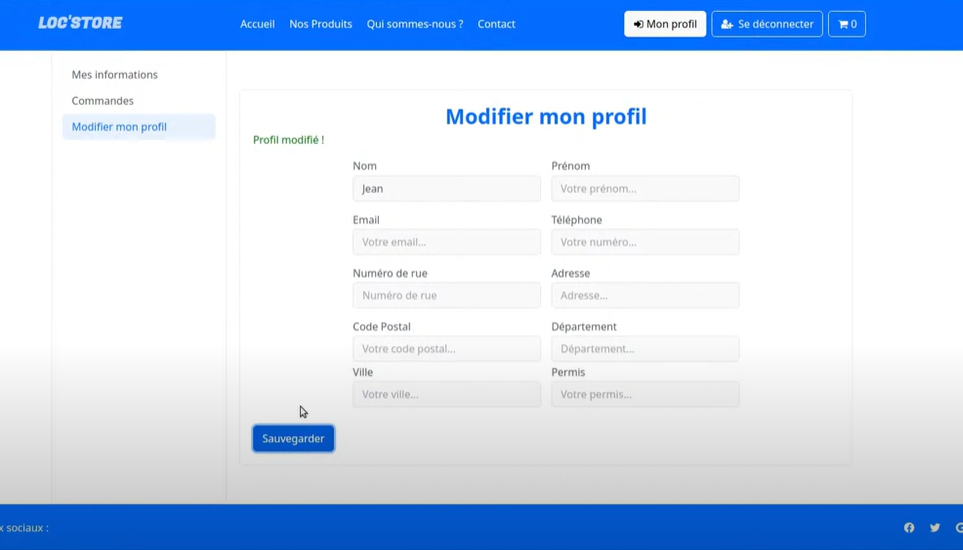 LOC'STORE
Accueil Nos Produits Qui sommes-nous ? Contact
Mon profil Se déconnecter 0
Mes informations
Commandes
Modifier mon profil
Modifier mon profil
Profil modifié !
Nom Prénom
Jean Votre prénom...
Email Téléphone
Votre email... Votre numéro...
Numéro de rue Adresse
Numéro de rue Adresse...
Code Postal Département
Votre code postal... Département...
Ville Permis
Votre ville... Votre permis...
Sauvegarder
x sociaux :